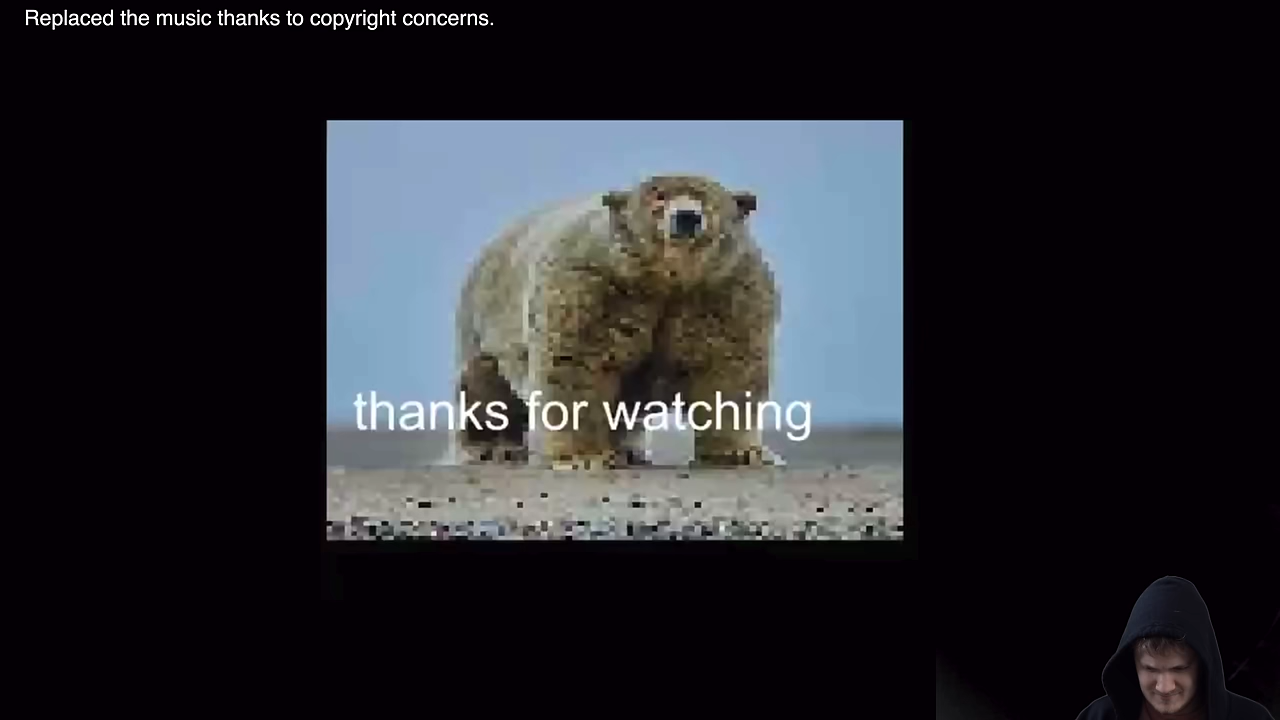 Replaced the music thanks to copyright concerns.
thanks for watching